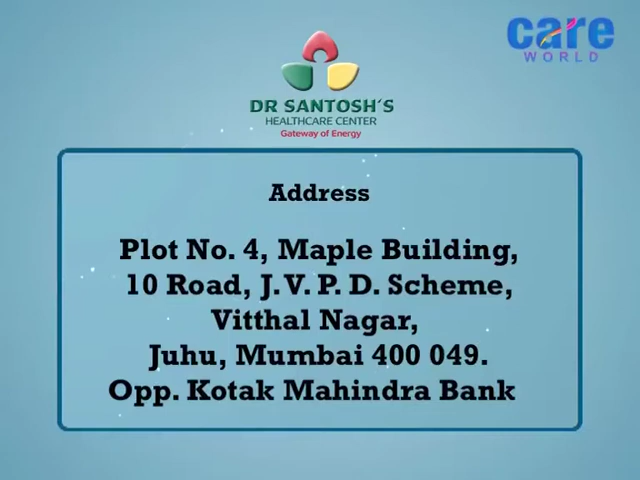 care
WORLD
DR SANTOSH'S
HEALTHCARE CENTER
Gateway of Energy
Address
Plot No. 4, Maple Building,
10 Road, J. V. P. D. Scheme,
Vitthal Nagar,
Juhu, Mumbai 400 049.
Opp. Kotak Mahindra Bank